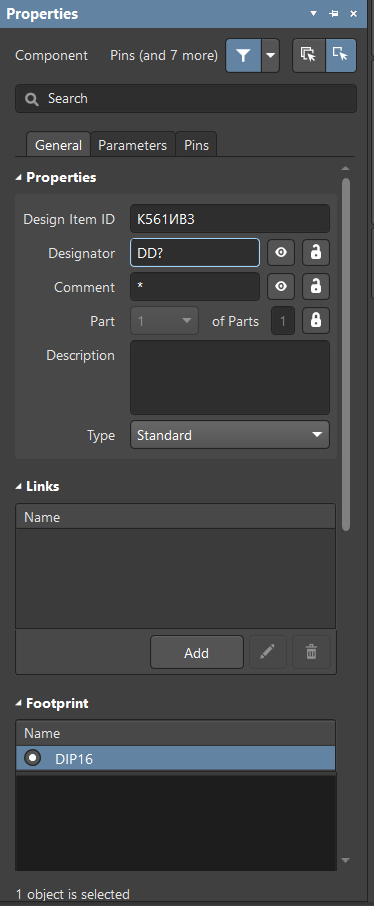 Properties
Component Pins (and 7 more)
Search
General Parameters Pins
Properties
Design Item ID К561ИВ3
Designator DD?
Comment *
Part 1 of Parts 1
Description
Type Standard
Links
Name
Add
Footprint
Name
DIP16
1 object is selected